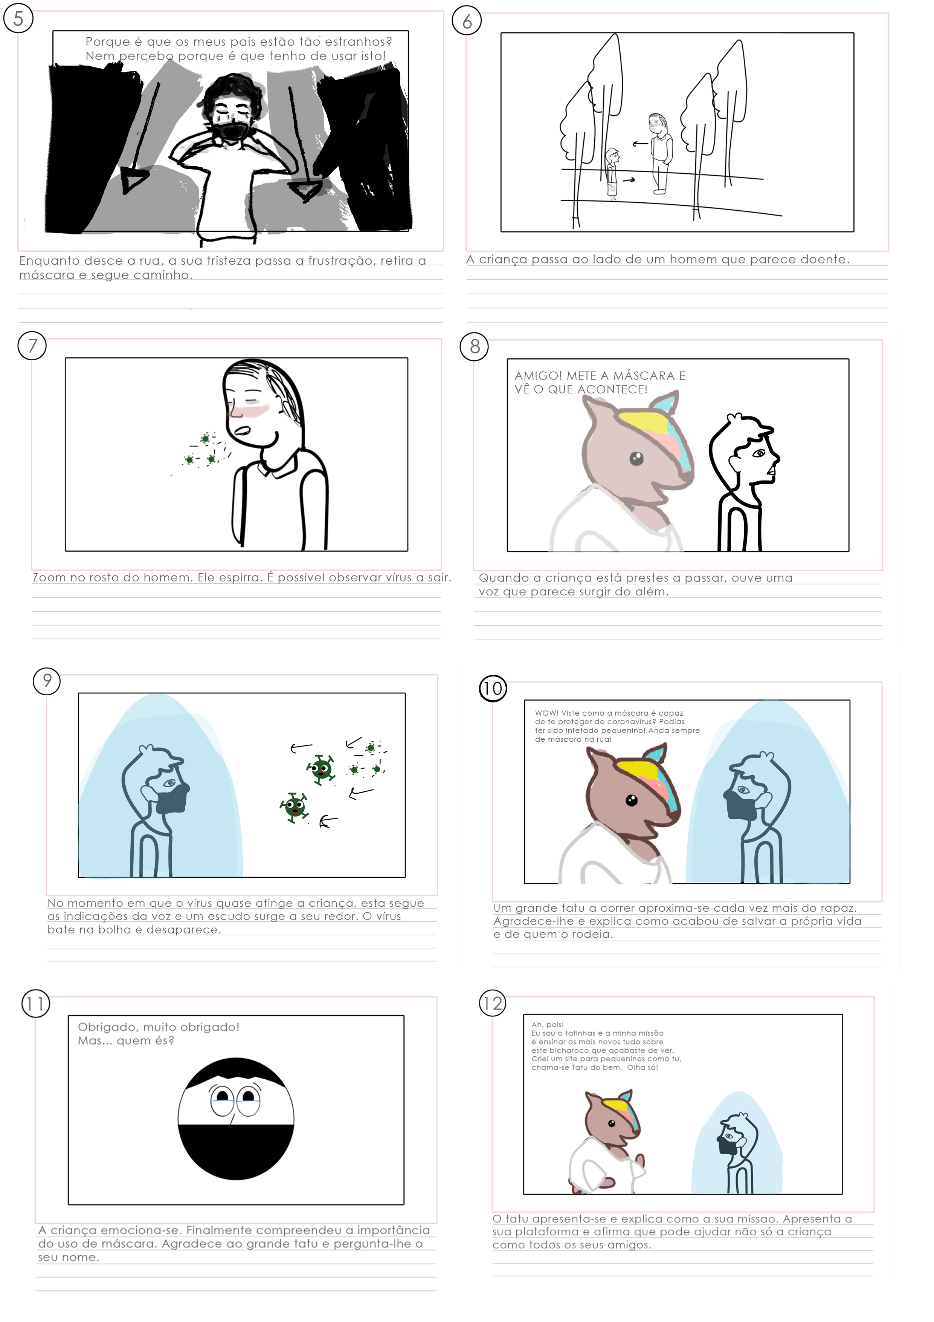 5
Porque é que os meus pais estão tão estranhos?
Nem percebo porque é que tenho de usar isto!
Enquanto desce a rua, a sua tristeza passa a frustração, retira a
máscara e segue caminho.
6
A criança passa ao lado de um homem que parece doente.
7
Zoom no rosto do homem. Ele espirra. É possível observar vírus a sair.
8
AMIGO! METE A MÁSCARA E
VÊ O QUE ACONTECE!
Quando a criança está prestes a passar, ouve uma
voz que parece surgir do além.
9
No momento em que o vírus quase atinge a criança, esta segue
as indicações da voz e um escudo surge a seu redor. O vírus
bate na bolha e desaparece.
10
WOW! Viste como a máscara é capaz
de te proteger do coronavírus? Podias
ter sido infetado pequenino! Anda sempre
de máscara na rua!
Um grande tatu a correr aproxima-se cada vez mais do rapaz.
Agradece-lhe e explica como acabou de salvar a própria vida
e de quem o rodeia.
11
Obrigado, muito obrigado!
Mas... quem és?
A criança emociona-se. Finalmente compreendeu a importância
do uso de máscara. Agradece ao grande tatu e pergunta-lhe o
seu nome.
12
Ah, pois!
Eu sou o tatinhas e a minha missão
é ensinar os mais novos tudo sobre
este bicharoco que acabaste de ver.
Criei um site para pequeninos como tu,
chama-se Tatu do bem. Olha só!
O tatu apresenta-se e explica como a sua missao. Apresenta a
sua plataforma e afirma que pode ajudar não só a criança
como todos os seus amigos.